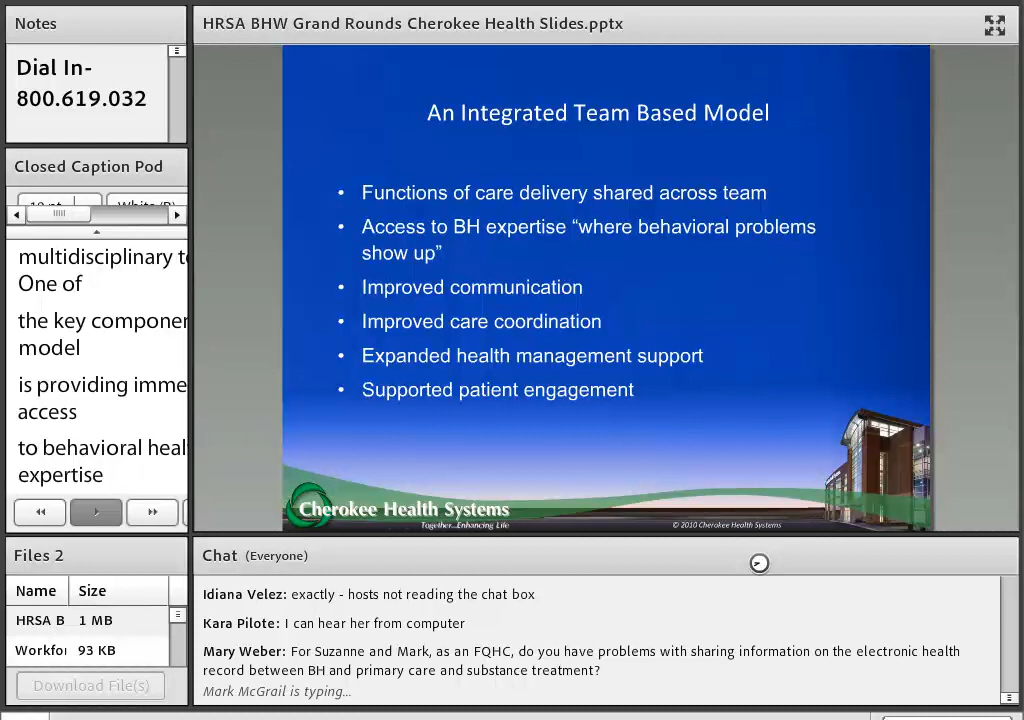 Notes
Dial In-
800.619.032
Closed Caption Pod
multidisciplinary
One of
the key
model
is providing
access
to behavioral
expertise
Files 2
Name Size
HRSA B 1 MB
93 KB
Download File(s)
HRSA BHW Grand Rounds Cherokee Health Slides.pptx
An Integrated Team Based Model
• Functions of care delivery shared across team
• Access to BH expertise “where behavioral problems
show up”
• Improved communication
• Improved care coordination
• Expanded health management support
• Supported patient engagement
Cherokee Health Systems
Together...Enhancing Life
© 2010 Cherokee Health Systems
Chat (Everyone)
Idiana Velez: exactly - hosts not reading the chat box
Kara Pilote: I can hear her from computer
Mary Weber: For Suzanne and Mark, as an FQHC, do you have problems with sharing information on the electronic health
record between BH and primary care and substance treatment?
Mark McGrail is typing...